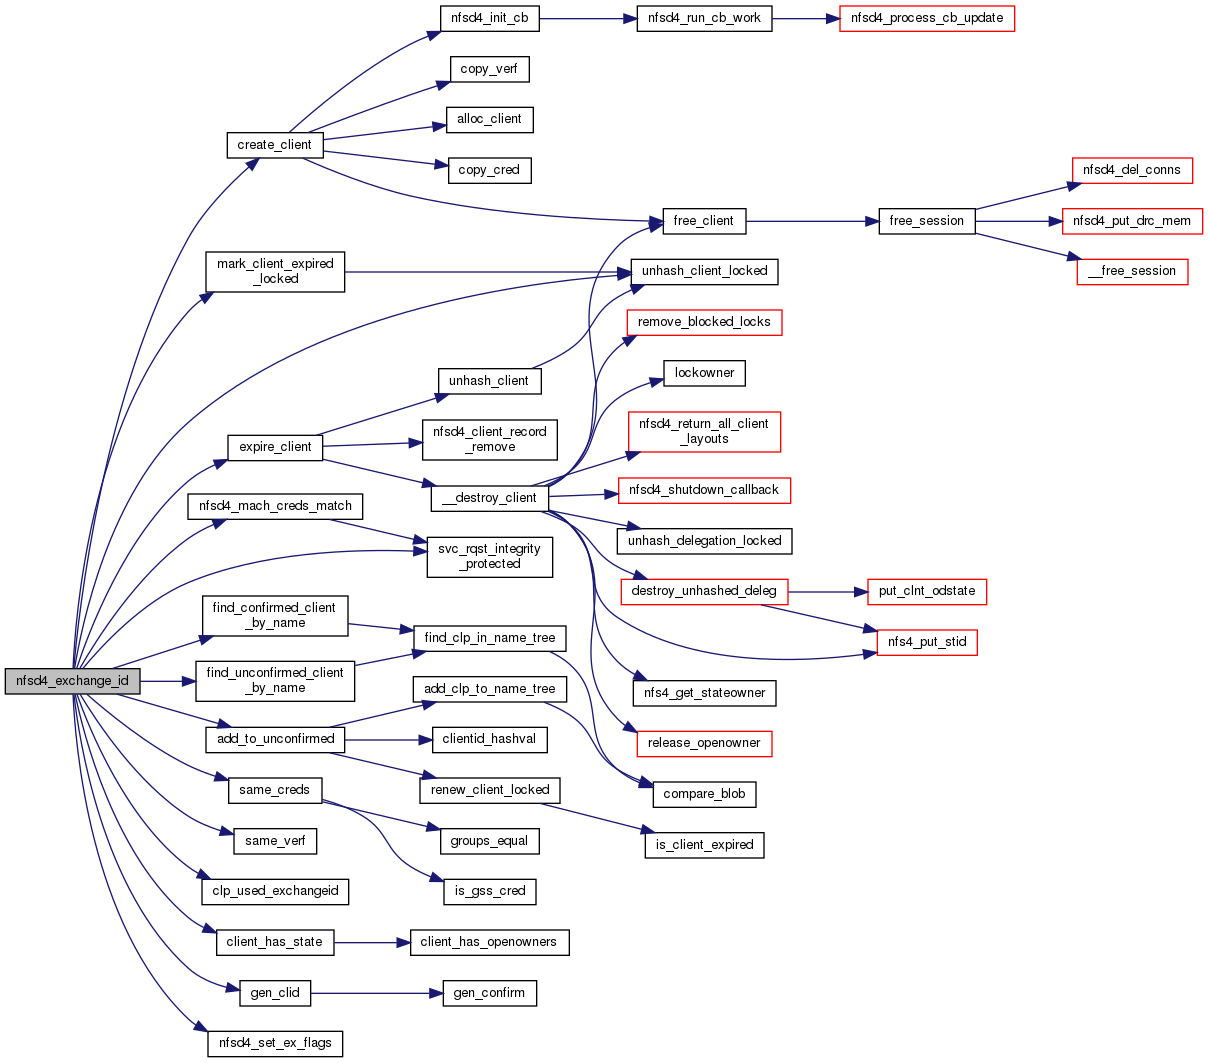 nfsd4_init_cb
nfsd4_run_cb_work
nfsd4_process_cb_update
copy_verf
alloc_client
create_client
copy_cred
nfsd4_del_conns
free_client
free_session
nfsd4_put_drc_mem
mark_client_expired
_locked
unhash_client_locked
__free_session
remove_blocked_locks
unhash_client
lockowner
nfsd4_client_record
_remove
nfsd4_return_all_client
_layouts
expire_client
__destroy_client
nfsd4_shutdown_callback
nfsd4_mach_creds_match
unhash_delegation_locked
svc_rqst_integrity
_protected
destroy_unhashed_deleg
put_clnt_odstate
find_confirmed_client
_by_name
find_clp_in_name_tree
nfs4_put_stid
nfsd4_exchange_id
find_unconfirmed_client
_by_name
add_clp_to_name_tree
nfs4_get_stateowner
add_to_unconfirmed
clientid_hashval
release_openowner
same_creds
renew_client_locked
compare_blob
same_verf
groups_equal
is_client_expired
clp_used_exchangeid
is_gss_cred
client_has_state
client_has_openowners
gen_clid
gen_confirm
nfsd4_set_ex_flags